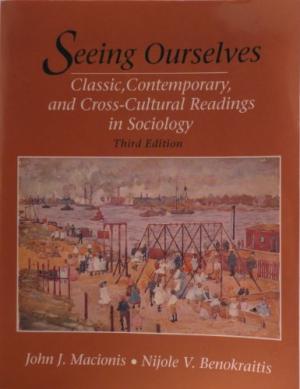 Seeing Ourselves
Classic, Contemporary,
and Cross-Cultural Readings
in Sociology
Third Edition
John J. Macionis • Nijole V. Benokraitis